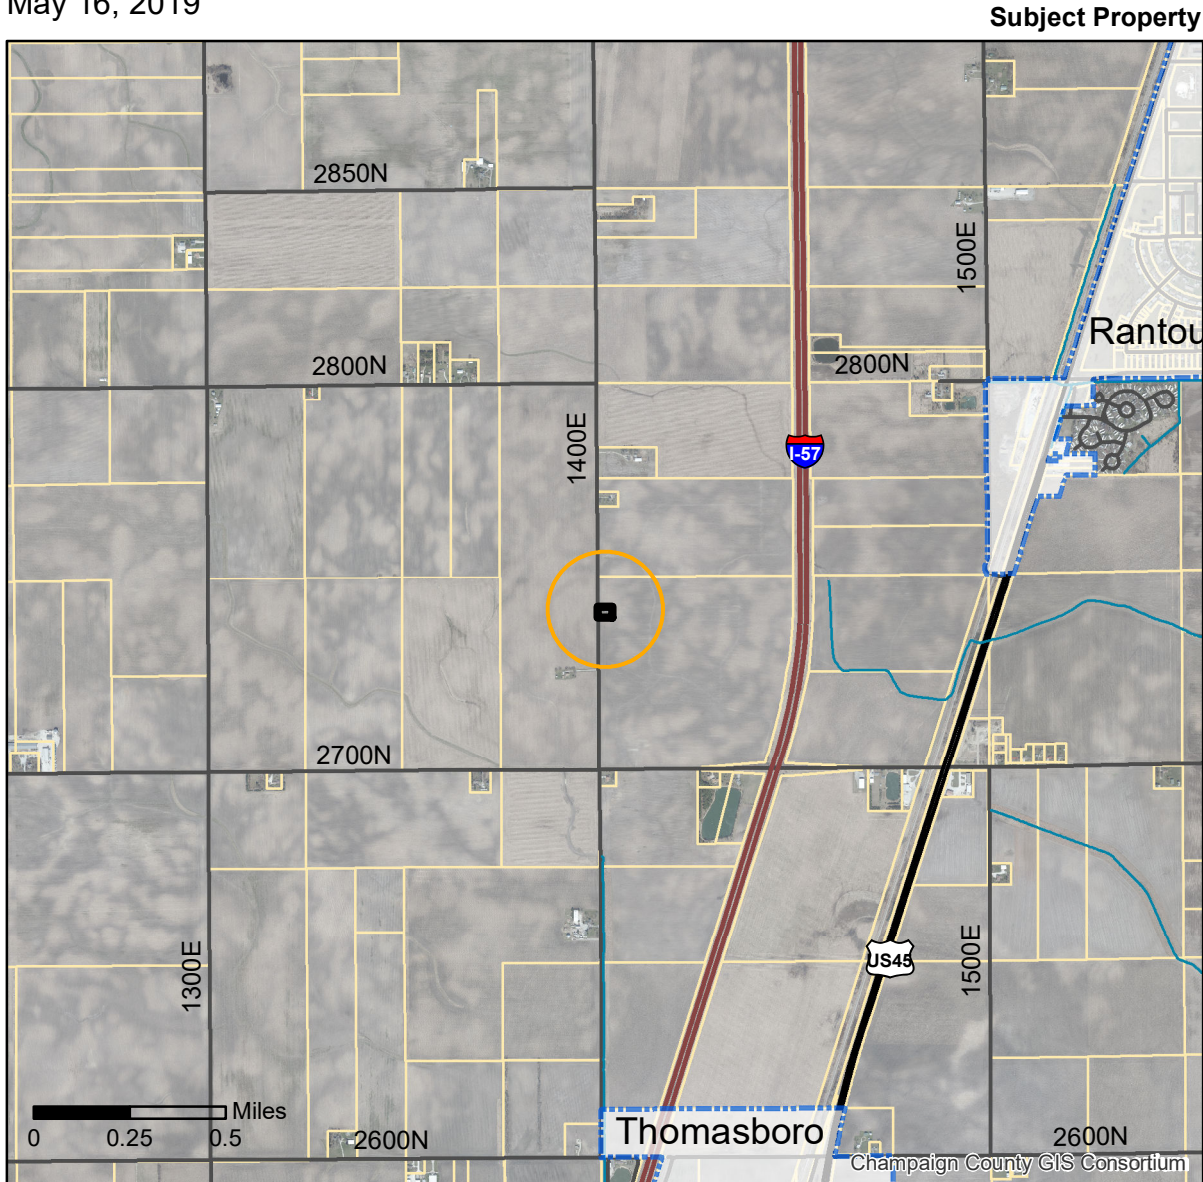 May 16, 2019
Subject Property
2850N
1500E
Rantou
2800N
2800N
1400E
I-57
2700N
1300E
US45
1500E
Miles
0 0.25 0.5
2600N
Thomasboro
2600N
Champaign County GIS Consortium